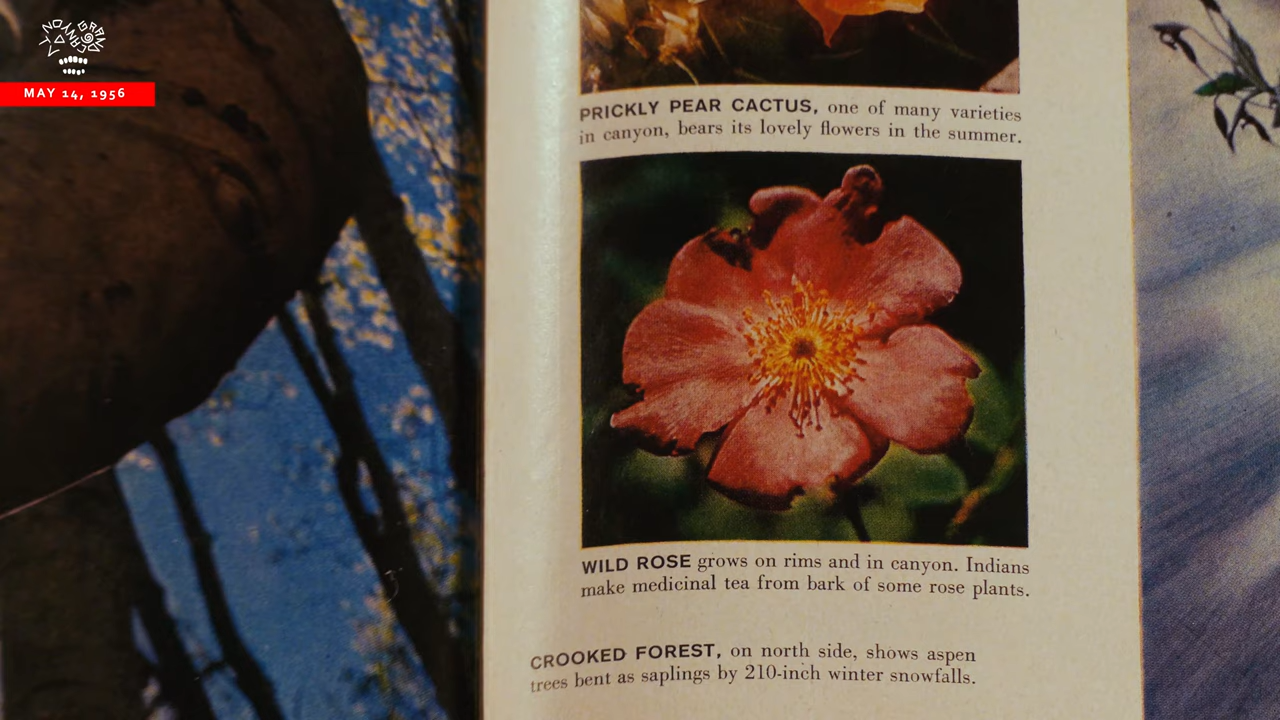 GRAND
CANYON
MAY 14, 1956
PRICKLY PEAR CACTUS, one of many varieties
in canyon, bears its lovely flowers in the summer.
WILD ROSE grows on rims and in canyon. Indians
make medicinal tea from bark of some rose plants.
CROOKED FOREST, on north side, shows aspen
trees bent as saplings by 210-inch winter snowfalls.